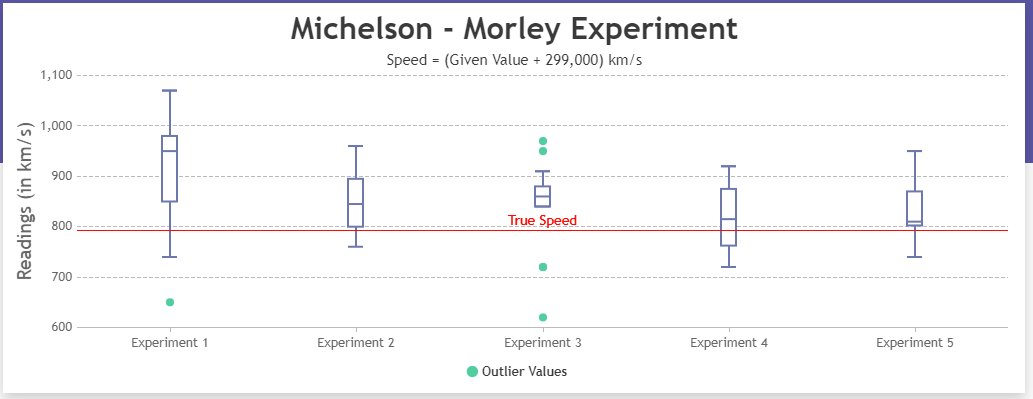 Michelson - Morley Experiment
Speed = (Given Value + 299,000) km/s
Readings (in km/s)
1,100
1,000
900
800
700
600
True Speed
Experiment 1 Experiment 2 Experiment 3 Experiment 4 Experiment 5
Outlier Values